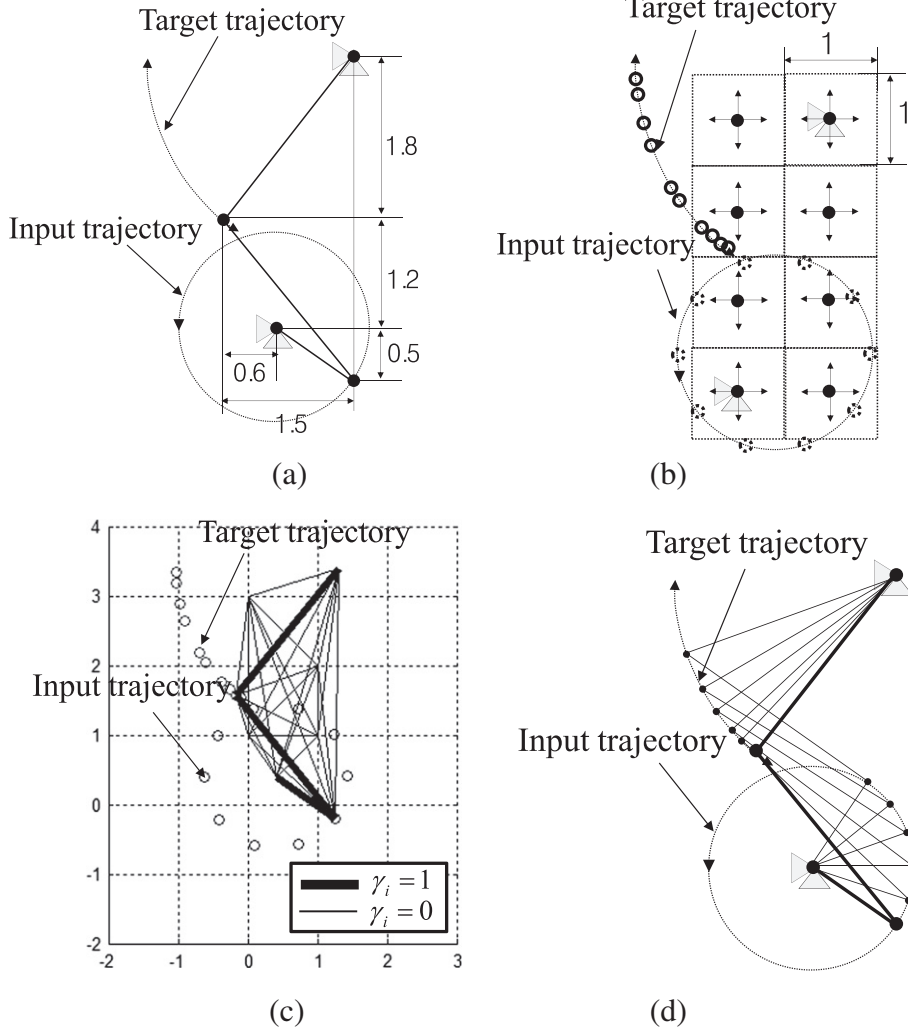 Target trajectory
Input trajectory
1.8
1.2
0.5
0.6
1.5
(a)
Target trajectory
Input trajectory
1
1
(b)
Target trajectory
Input trajectory
4
3
2
1
0
-1
-2
-2
-1
0
1
2
3
γi = 1
γi = 0
(c)
Target trajectory
Input trajectory
(d)